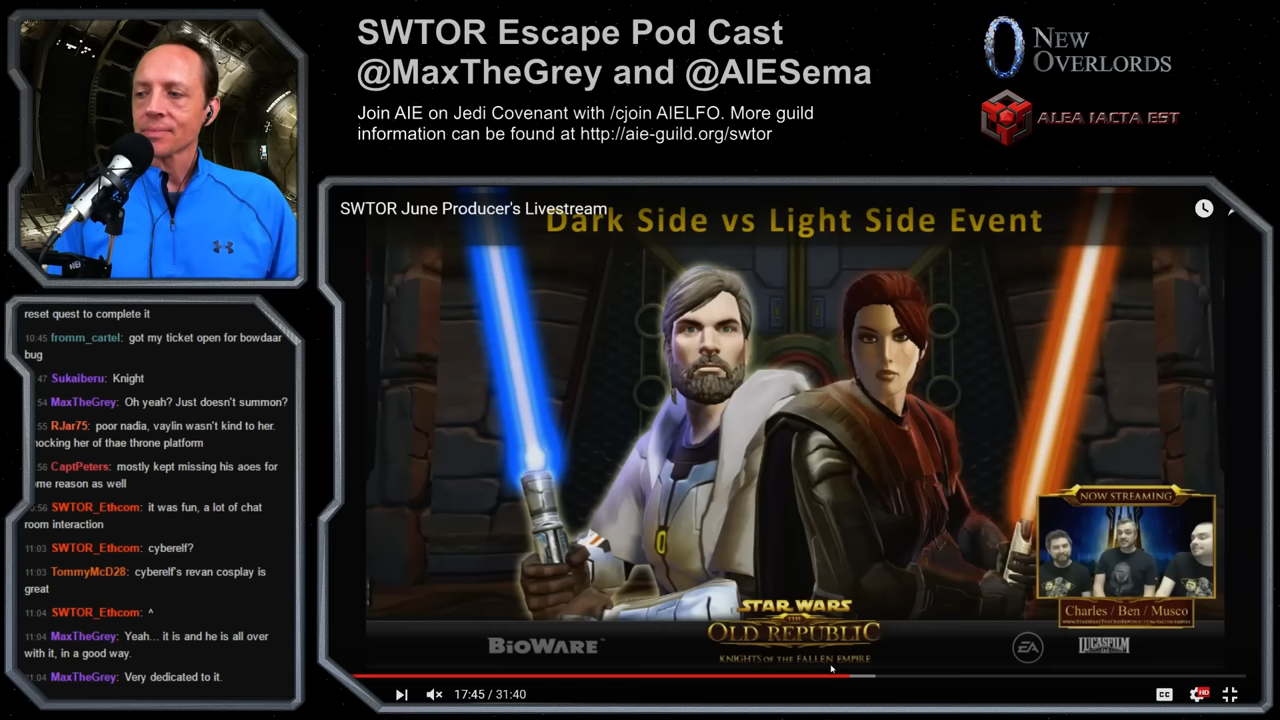 SWTOR Escape Pod Cast
@MaxTheGrey and @AIESema
Join AIE on Jedi Covenant with /cjoin AIELFO. More guild
information can be found at http://aie-guild.org/swtor
NEW
OVERLORDS
ALEA IACTA EST
SWTOR June Producer's Livestream
Dark Side vs Light Side Event
reset quest to complete it
10:45 fromm_cartel: got my ticket open for bowdaar
bug
47 Sukaiberu: Knight
54 MaxTheGrey: Oh yeah? Just doesn't summon?
55 RJar75: poor nadia, vaylin wasn't kind to her.
nocking her of thae throne platform
56 CaptPeters: mostly kept missing his aoes for
ome reason as well
:56 SWTOR_Ethcom: it was fun, a lot of chat
room interaction
11:03 SWTOR_Ethcom: cyberelf?
11:03 TommyMcD28: cyberelf's revan cosplay is
great
11:04 SWTOR_Ethcom: ^
11:04 MaxTheGrey: Yeah... it is and he is all over
with it, in a good way.
:04 MaxTheGrey: Very dedicated to it.
NOW STREAMING
Charles / Ben / Musco
STAR WARS
THE
OLD REPUBLIC
KNIGHTS OF THE FALLEN EMPIRE
BIOWARE
EA
LUCASFILM
Ltd
17:45 / 31:40
CC
HD